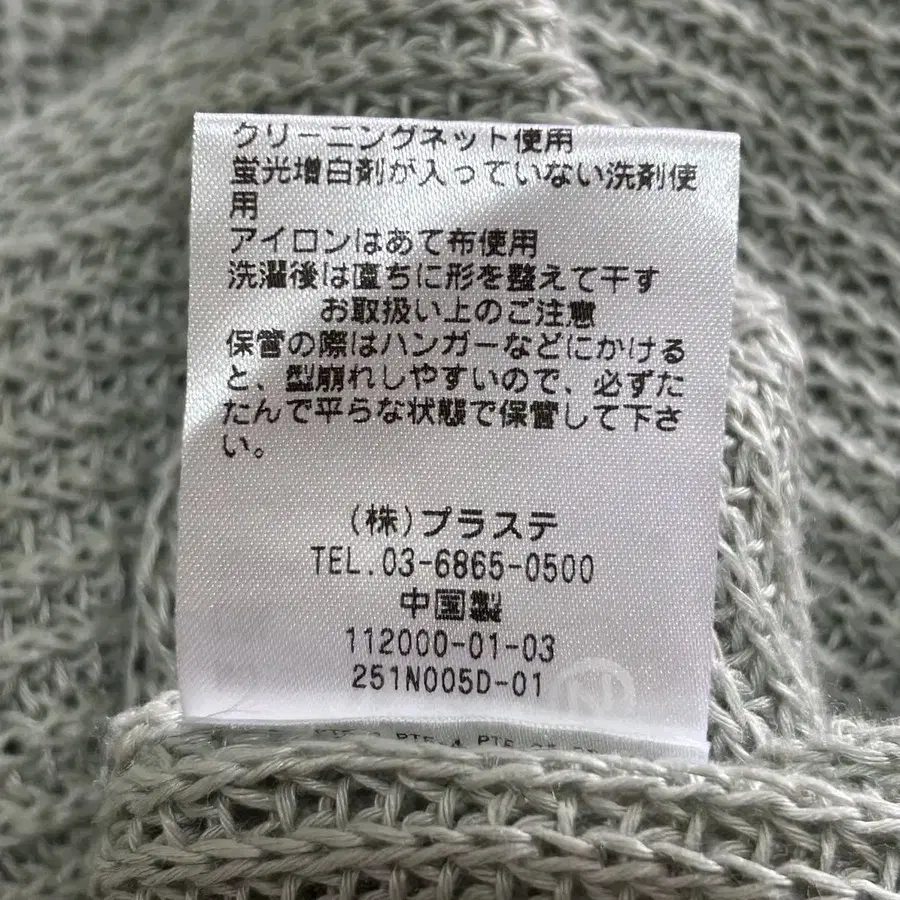 クリーニングネット使用
蛍光増白剤が入っていない洗剤使
用
アイロンはあて布使用
洗濯後は直ちに形を整えて干す
お取扱い上のご注意
保管の際はハンガーなどにかける
と、型崩れしやすいので、必ずた
たんで平らな状態で保管して下さ
い。
(株)プラステ
TEL.03-6865-0500
中国製
112000-01-03
251N005D-01